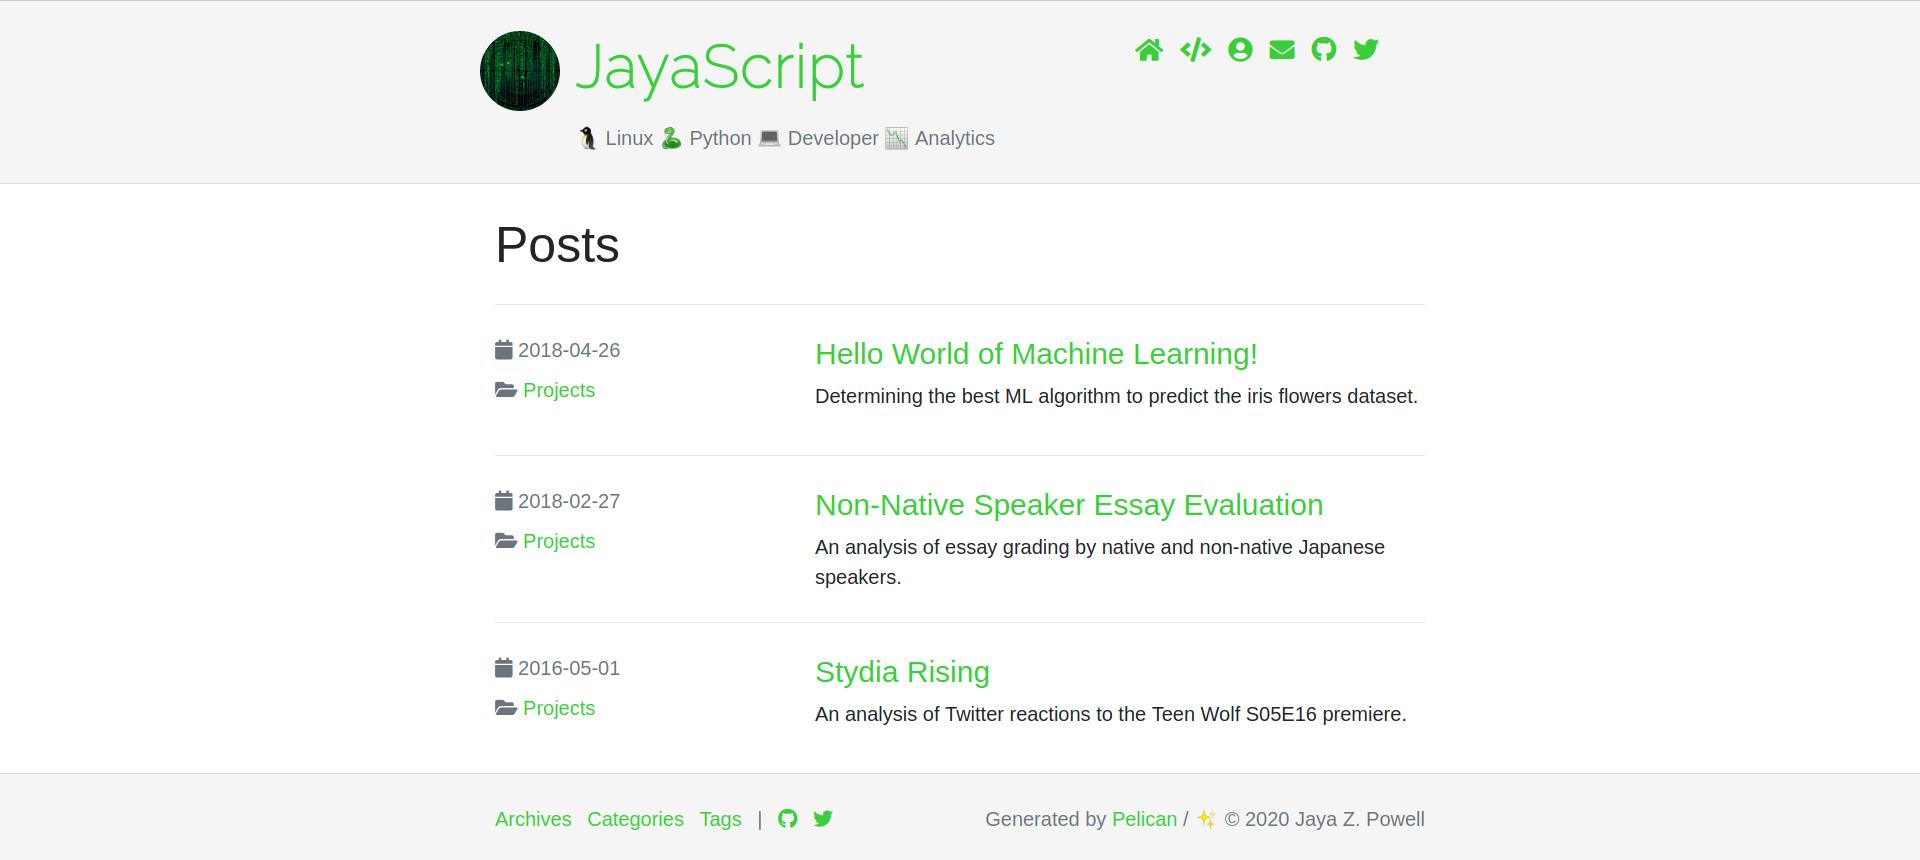 JayaScript
🐧 Linux 🐍 Python 💻 Developer 📉 Analytics
Posts
2018-04-26
Projects
Hello World of Machine Learning!
Determining the best ML algorithm to predict the iris flowers dataset.
2018-02-27
Projects
Non-Native Speaker Essay Evaluation
An analysis of essay grading by native and non-native Japanese
speakers.
2016-05-01
Projects
Stydia Rising
An analysis of Twitter reactions to the Teen Wolf S05E16 premiere.
Archives Categories Tags |
Generated by Pelican / ✨ © 2020 Jaya Z. Powell